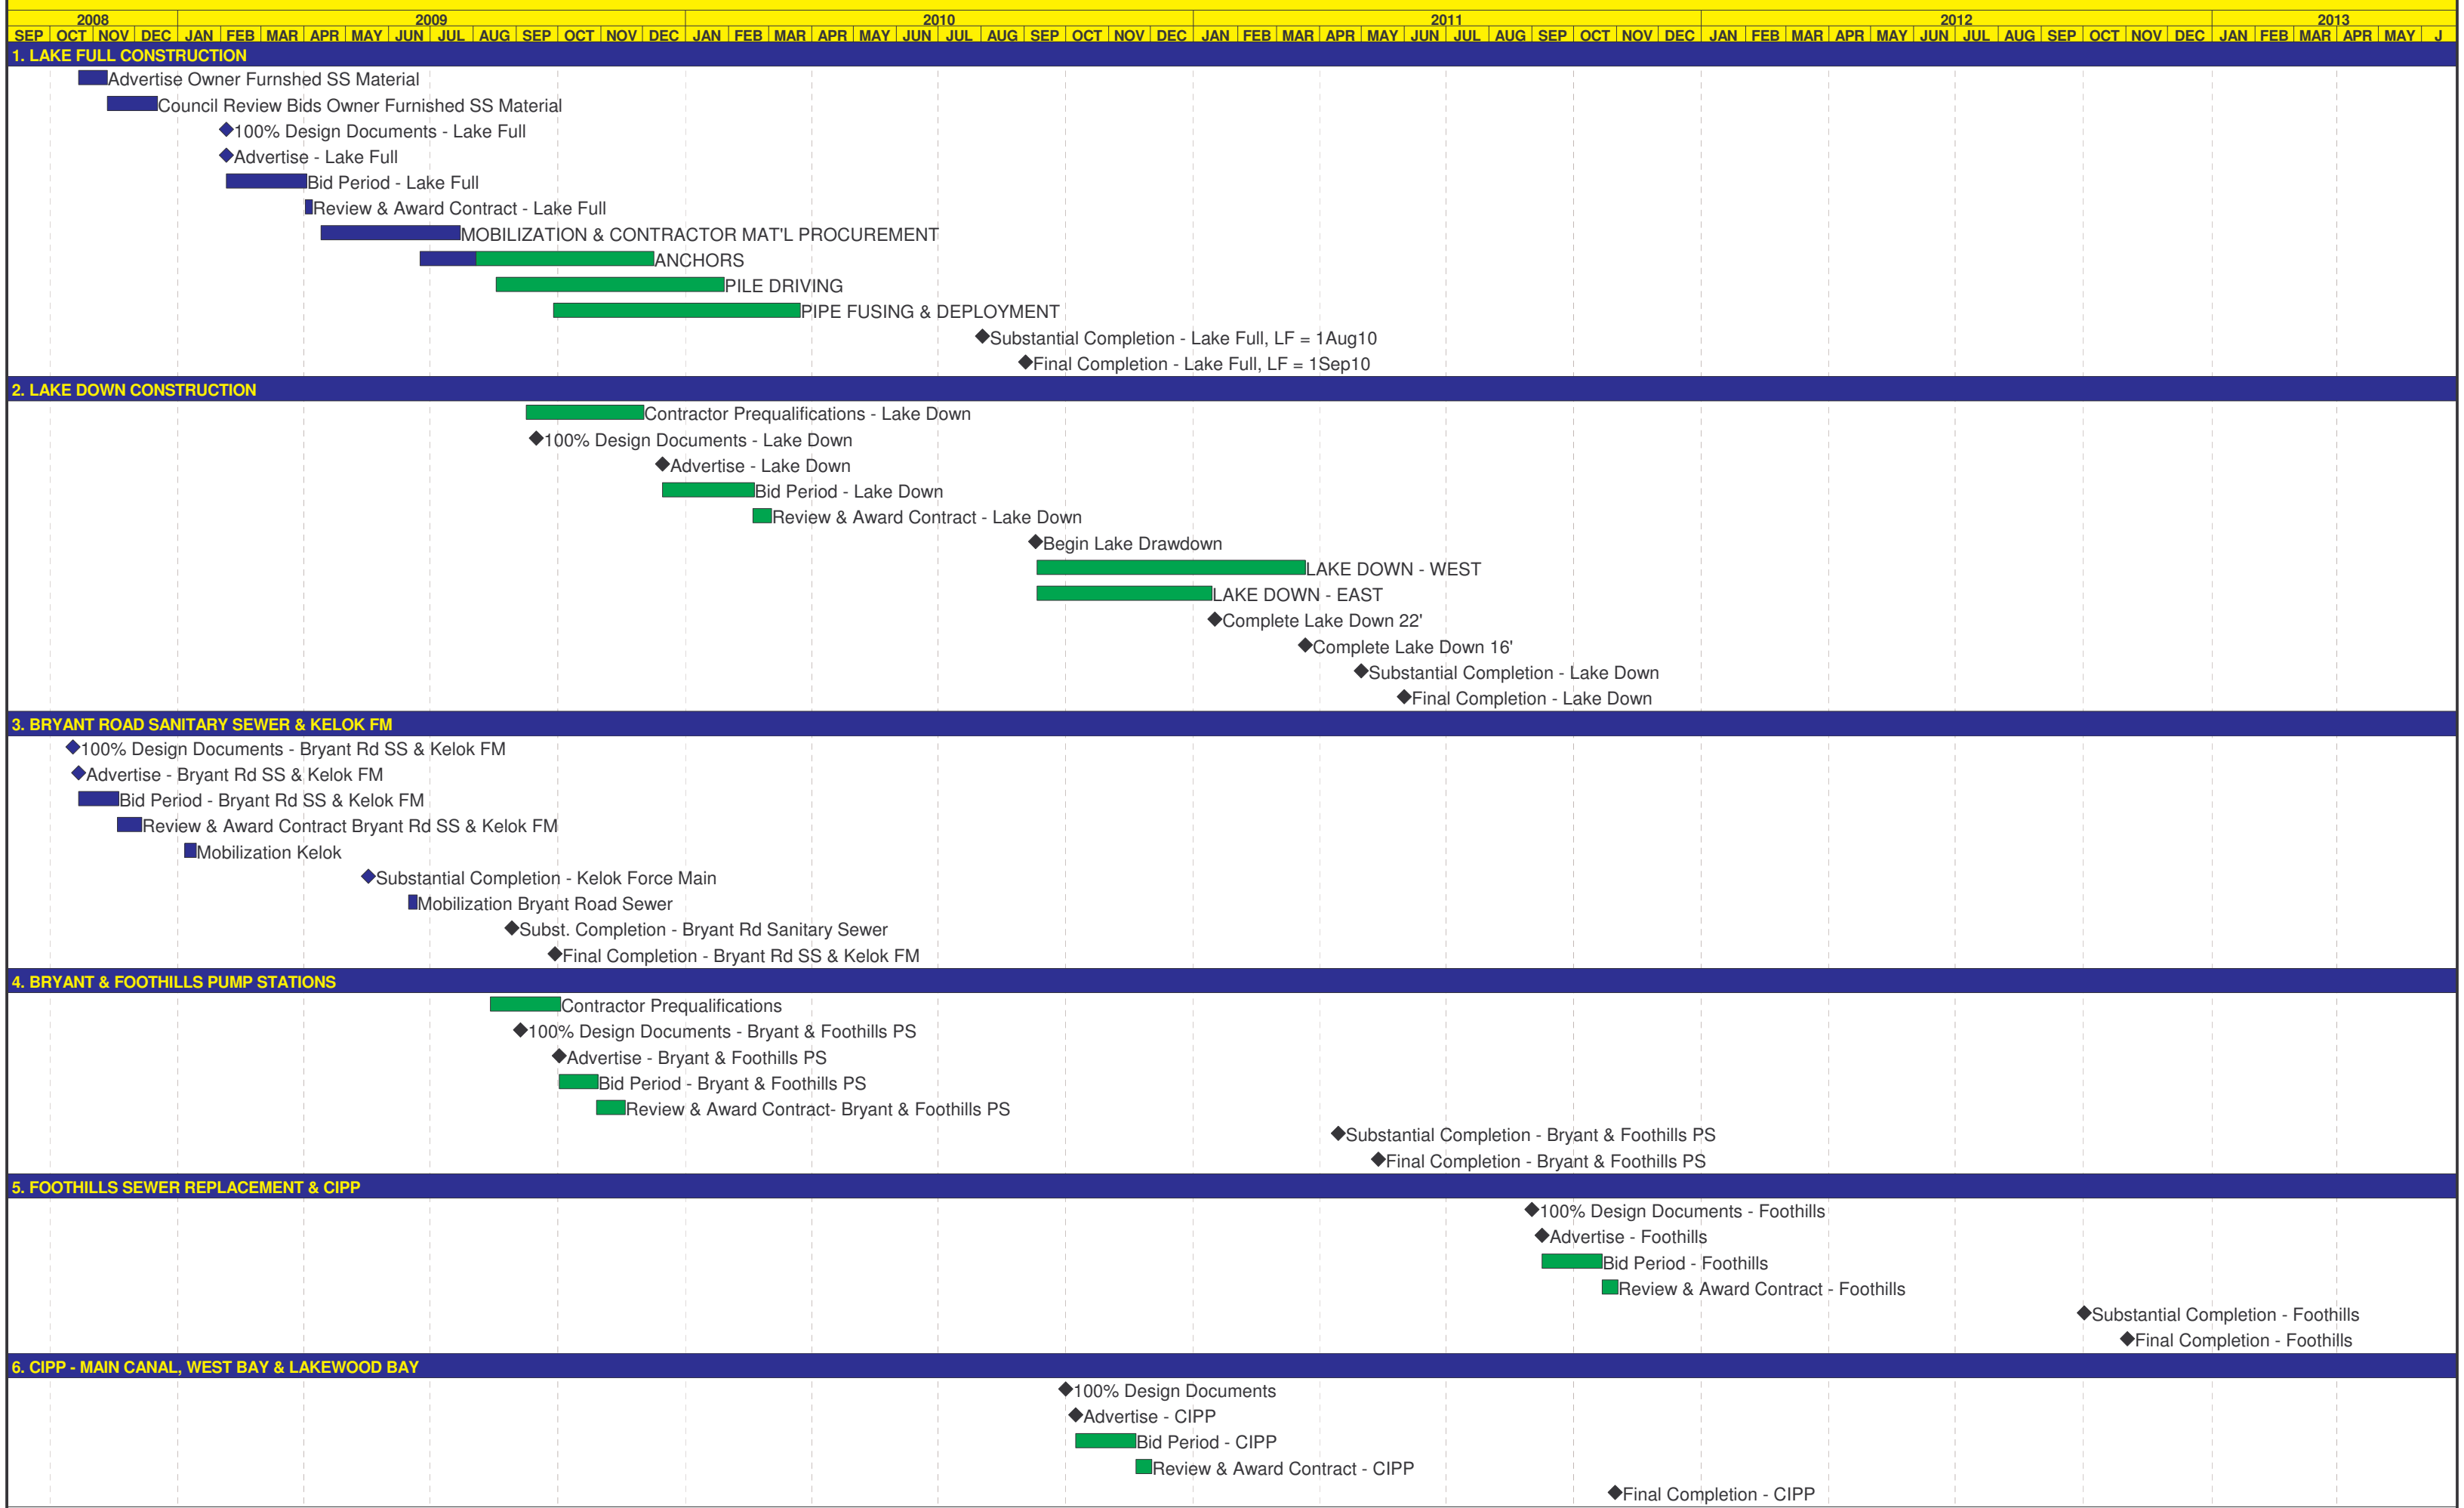 2008 2009 2010 2011 2012 2013
SEP OCT NOV DEC JAN FEB MAR APR MAY JUN JUL AUG SEP OCT NOV DEC JAN FEB MAR APR MAY JUN JUL AUG SEP OCT NOV DEC JAN FEB MAR APR MAY JUN JUL AUG SEP OCT NOV DEC JAN FEB MAR APR MAY JUN JUL AUG SEP OCT NOV DEC JAN FEB MAR APR MAY J
1. LAKE FULL CONSTRUCTION
Advertise Owner Furnshed SS Material
Council Review Bids Owner Furnished SS Material
100% Design Documents - Lake Full
Advertise - Lake Full
Bid Period - Lake Full
Review & Award Contract - Lake Full
MOBILIZATION & CONTRACTOR MAT'L PROCUREMENT
ANCHORS
PILE DRIVING
PIPE FUSING & DEPLOYMENT
Substantial Completion - Lake Full, LF = 1Aug10
Final Completion - Lake Full, LF = 1Sep10
2. LAKE DOWN CONSTRUCTION
Contractor Prequalifications - Lake Down
100% Design Documents - Lake Down
Advertise - Lake Down
Bid Period - Lake Down
Review & Award Contract - Lake Down
Begin Lake Drawdown
LAKE DOWN - WEST
LAKE DOWN - EAST
Complete Lake Down 22'
Complete Lake Down 16'
Substantial Completion - Lake Down
Final Completion - Lake Down
3. BRYANT ROAD SANITARY SEWER & KELOK FM
100% Design Documents - Bryant Rd SS & Kelok FM
Advertise - Bryant Rd SS & Kelok FM
Bid Period - Bryant Rd SS & Kelok FM
Review & Award Contract Bryant Rd SS & Kelok FM
Mobilization Kelok
Substantial Completion - Kelok Force Main
Mobilization Bryant Road Sewer
Subst. Completion - Bryant Rd Sanitary Sewer
Final Completion - Bryant Rd SS & Kelok FM
4. BRYANT & FOOTHILLS PUMP STATIONS
Contractor Prequalifications
100% Design Documents - Bryant & Foothills PS
Advertise - Bryant & Foothills PS
Bid Period - Bryant & Foothills PS
Review & Award Contract- Bryant & Foothills PS
Substantial Completion - Bryant & Foothills PS
Final Completion - Bryant & Foothills PS
5. FOOTHILLS SEWER REPLACEMENT & CIPP
100% Design Documents - Foothills
Advertise - Foothills
Bid Period - Foothills
Review & Award Contract - Foothills
Substantial Completion - Foothills
Final Completion - Foothills
6. CIPP - MAIN CANAL, WEST BAY & LAKEWOOD BAY
100% Design Documents
Advertise - CIPP
Bid Period - CIPP
Review & Award Contract - CIPP
Final Completion - CIPP